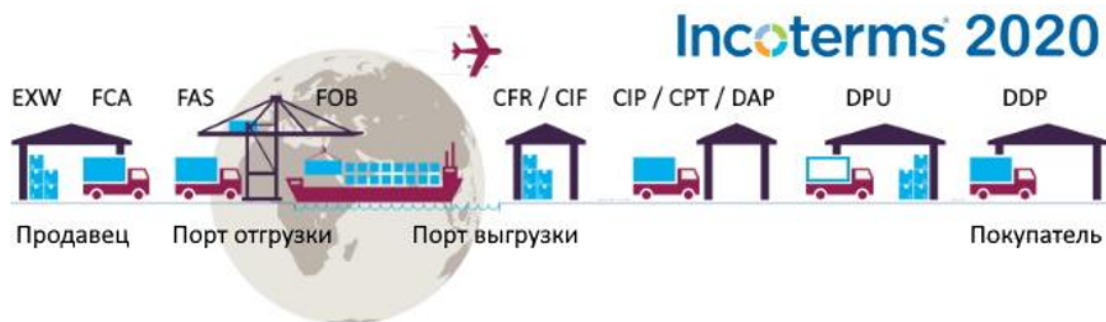 Incoterms® 2020
EXW FCA FAS FOB CFR / CIF CIP / CPT / DAP DPU DDP
Продавец Порт отгрузки Порт выгрузки Покупатель